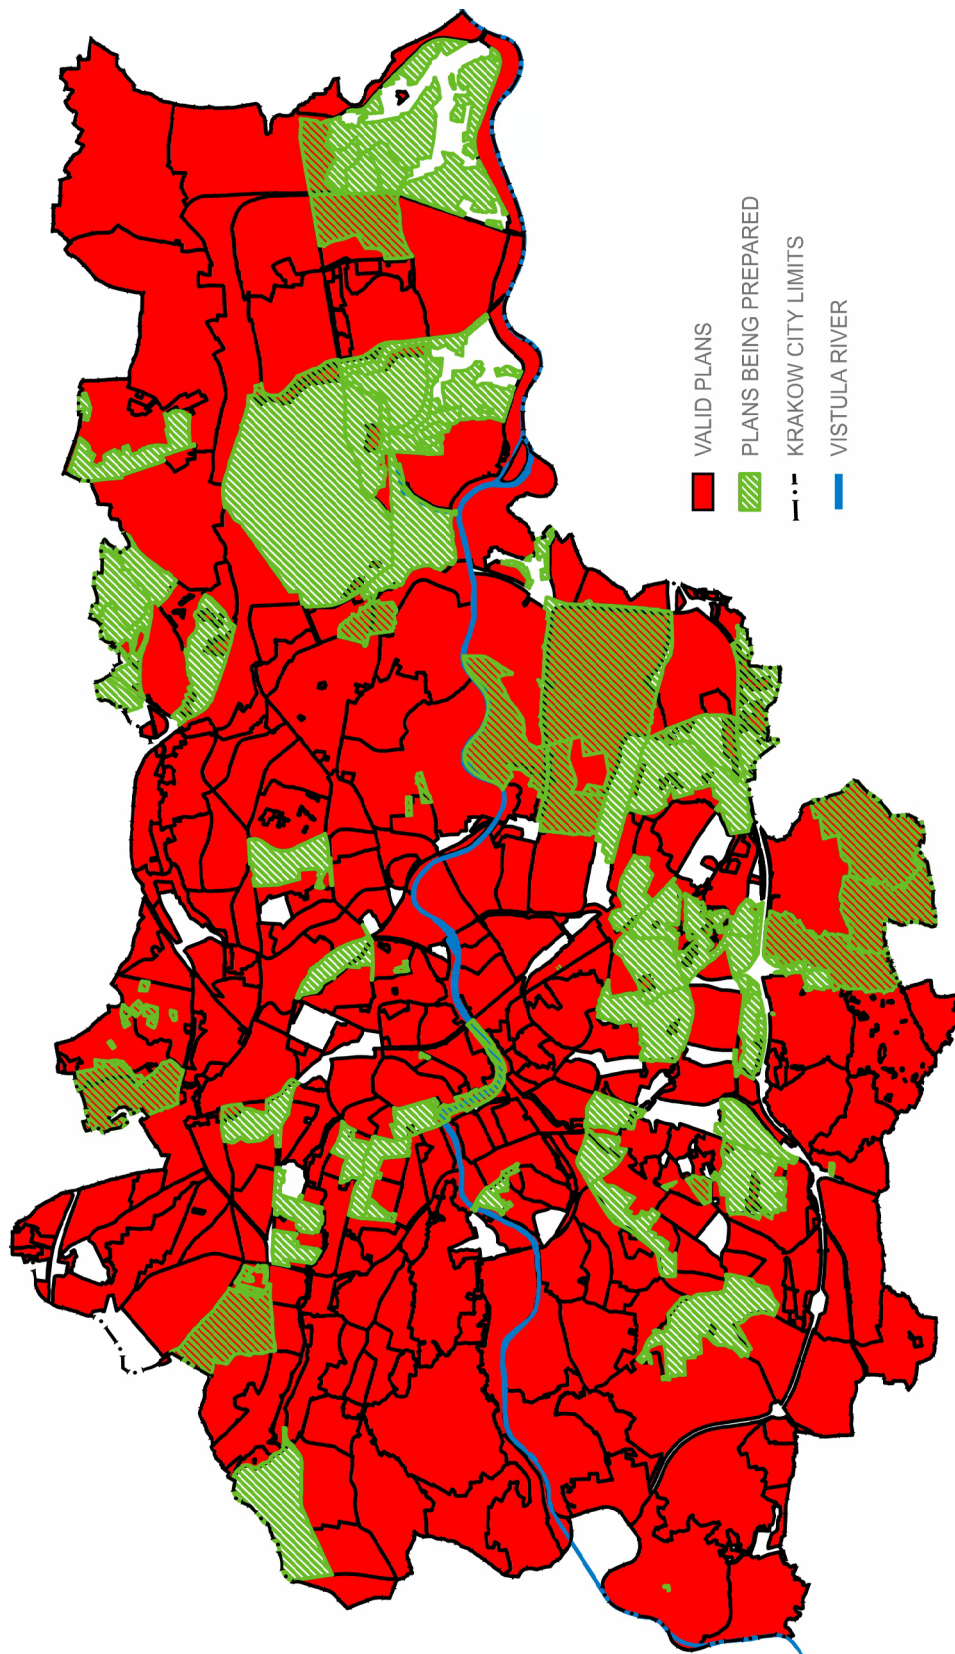 VALID PLANS
PLANS BEING PREPARED
KRAKOW CITY LIMITS
VISTULA RIVER